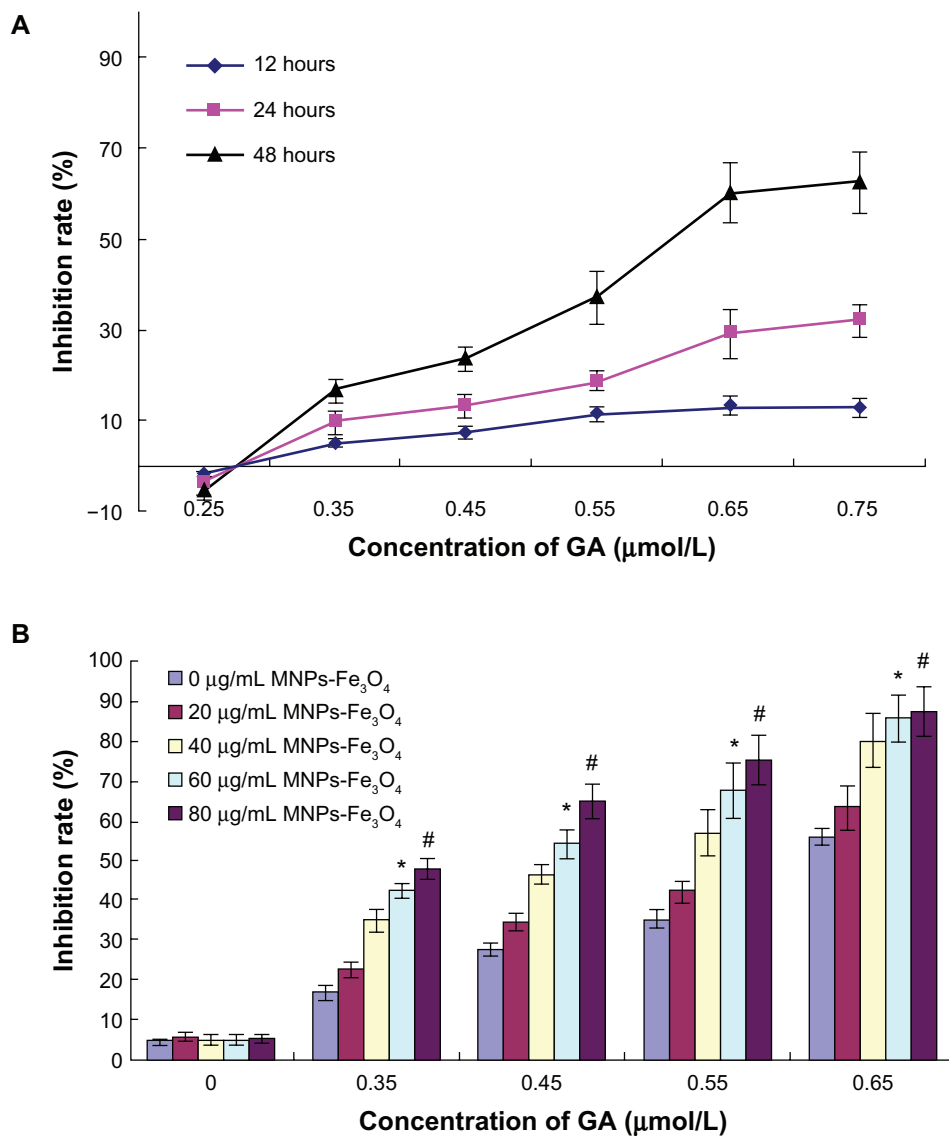 A
Inhibition rate (%)
90
70
50
30
10
−10
12 hours
24 hours
48 hours
0.25 0.35 0.45 0.55 0.65 0.75
Concentration of GA (μmol/L)
B
Inhibition rate (%)
100
90
80
70
60
50
40
30
20
10
0
0 μg/mL MNPs-Fe₃O₄
20 μg/mL MNPs-Fe₃O₄
40 μg/mL MNPs-Fe₃O₄
60 μg/mL MNPs-Fe₃O₄
80 μg/mL MNPs-Fe₃O₄
* # * # * # * #
0 0.35 0.45 0.55 0.65
Concentration of GA (μmol/L)